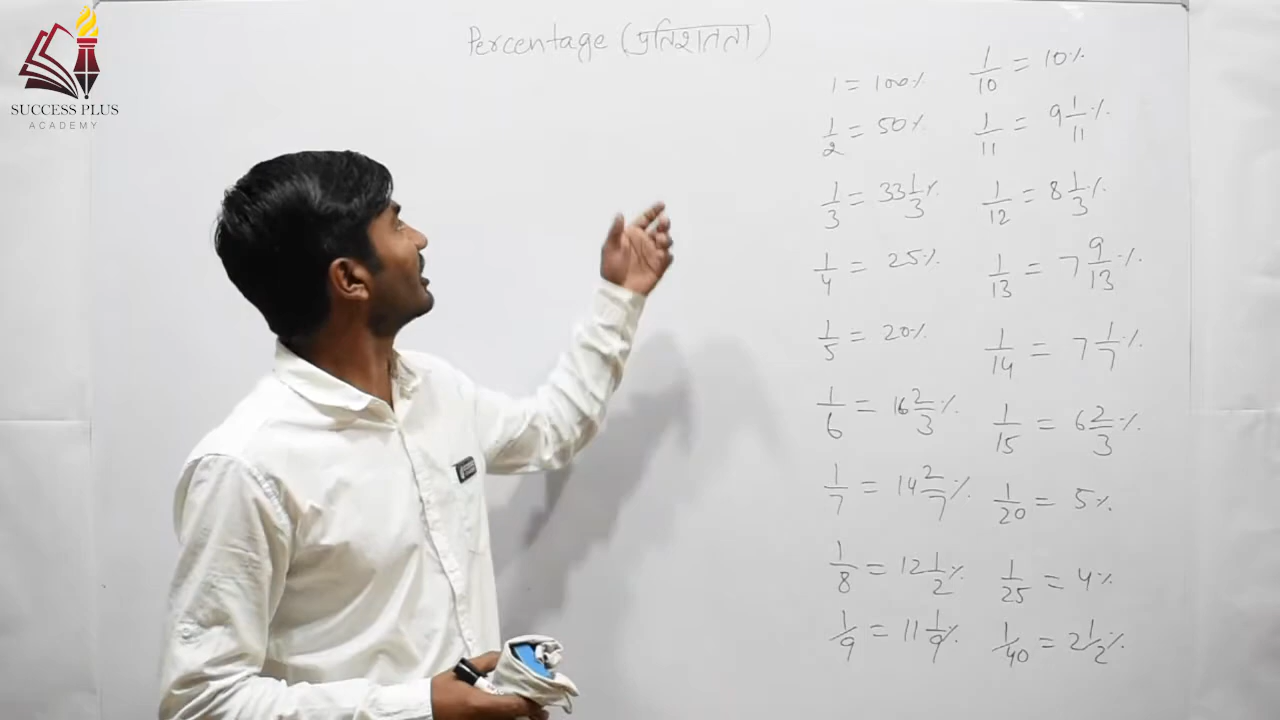 SUCCESS PLUS
ACADEMY
Percentage (प्रतिशतता)
1 = 100%
1/2 = 50%
1/3 = 33 1/3%
1/4 = 25%
1/5 = 20%
1/6 = 16 2/3%
1/7 = 14 2/7%
1/8 = 12 1/2%
1/9 = 11 1/9%
1/10 = 10%
1/11 = 9 1/11%
1/12 = 8 1/3%
1/13 = 7 9/13%
1/14 = 7 1/7%
1/15 = 6 2/3%
1/20 = 5%
1/25 = 4%
1/40 = 2 1/2%